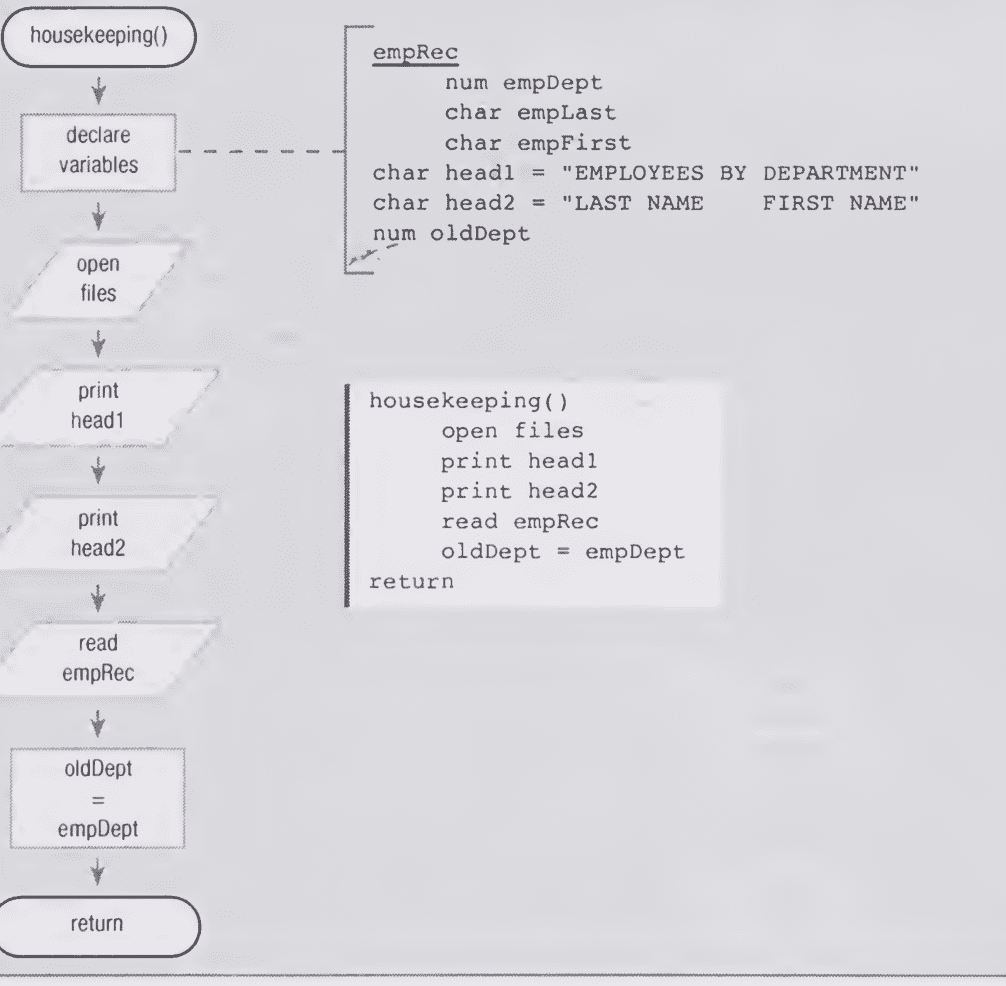 housekeeping()
declare
variables
open
files
print
head1
print
head2
read
empRec
oldDept
=
empDept
return
empRec
num empDept
char empLast
char empFirst
char head1 = "EMPLOYEES BY DEPARTMENT"
char head2 = "LAST NAME    FIRST NAME"
num oldDept
housekeeping()
open files
print head1
print head2
read empRec
oldDept = empDept
return